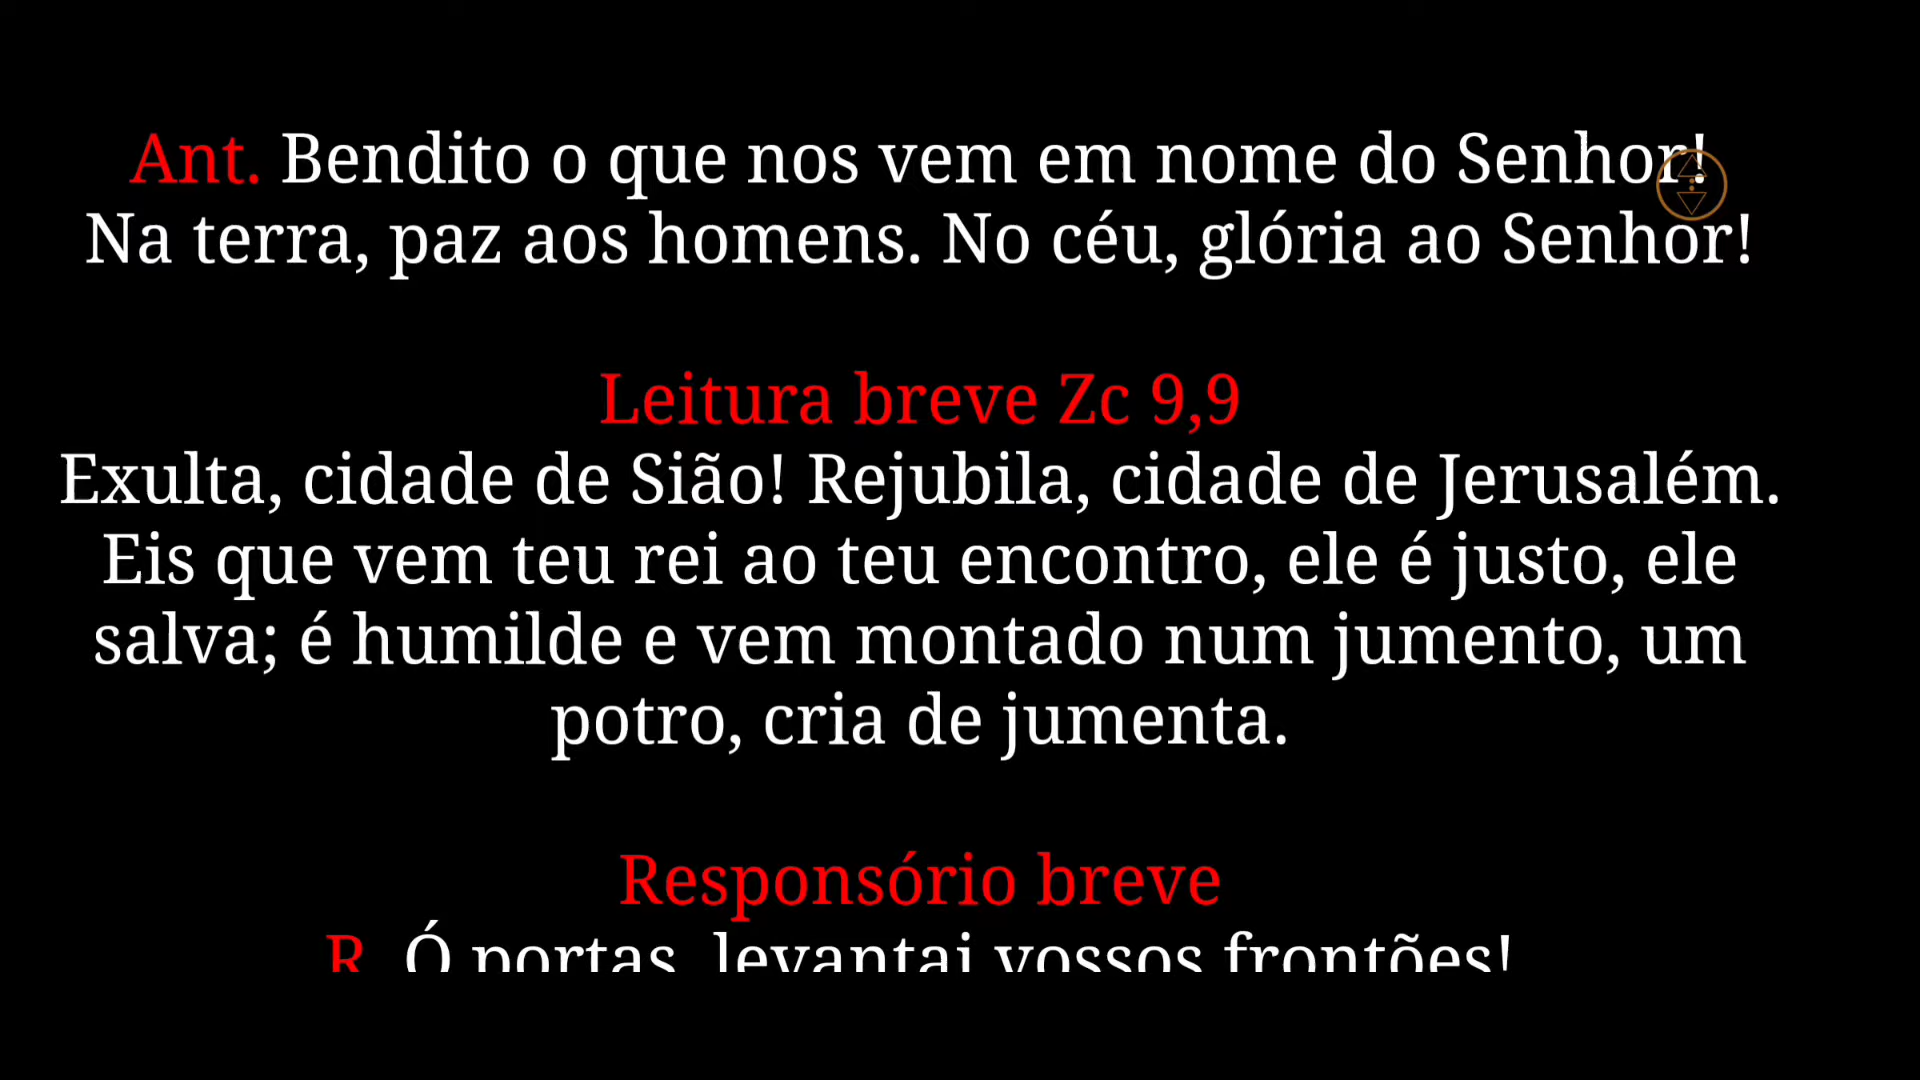 Ant. Bendito o que nos vem em nome do Senhor!
Na terra, paz aos homens. No céu, glória ao Senhor!
Leitura breve Zc 9,9
Exulta, cidade de Sião! Rejubila, cidade de Jerusalém.
Eis que vem teu rei ao teu encontro, ele é justo, ele
salva; é humilde e vem montado num jumento, um
potro, cria de jumenta.
Responsório breve
R. Ó portas, levantai vossos frontões!